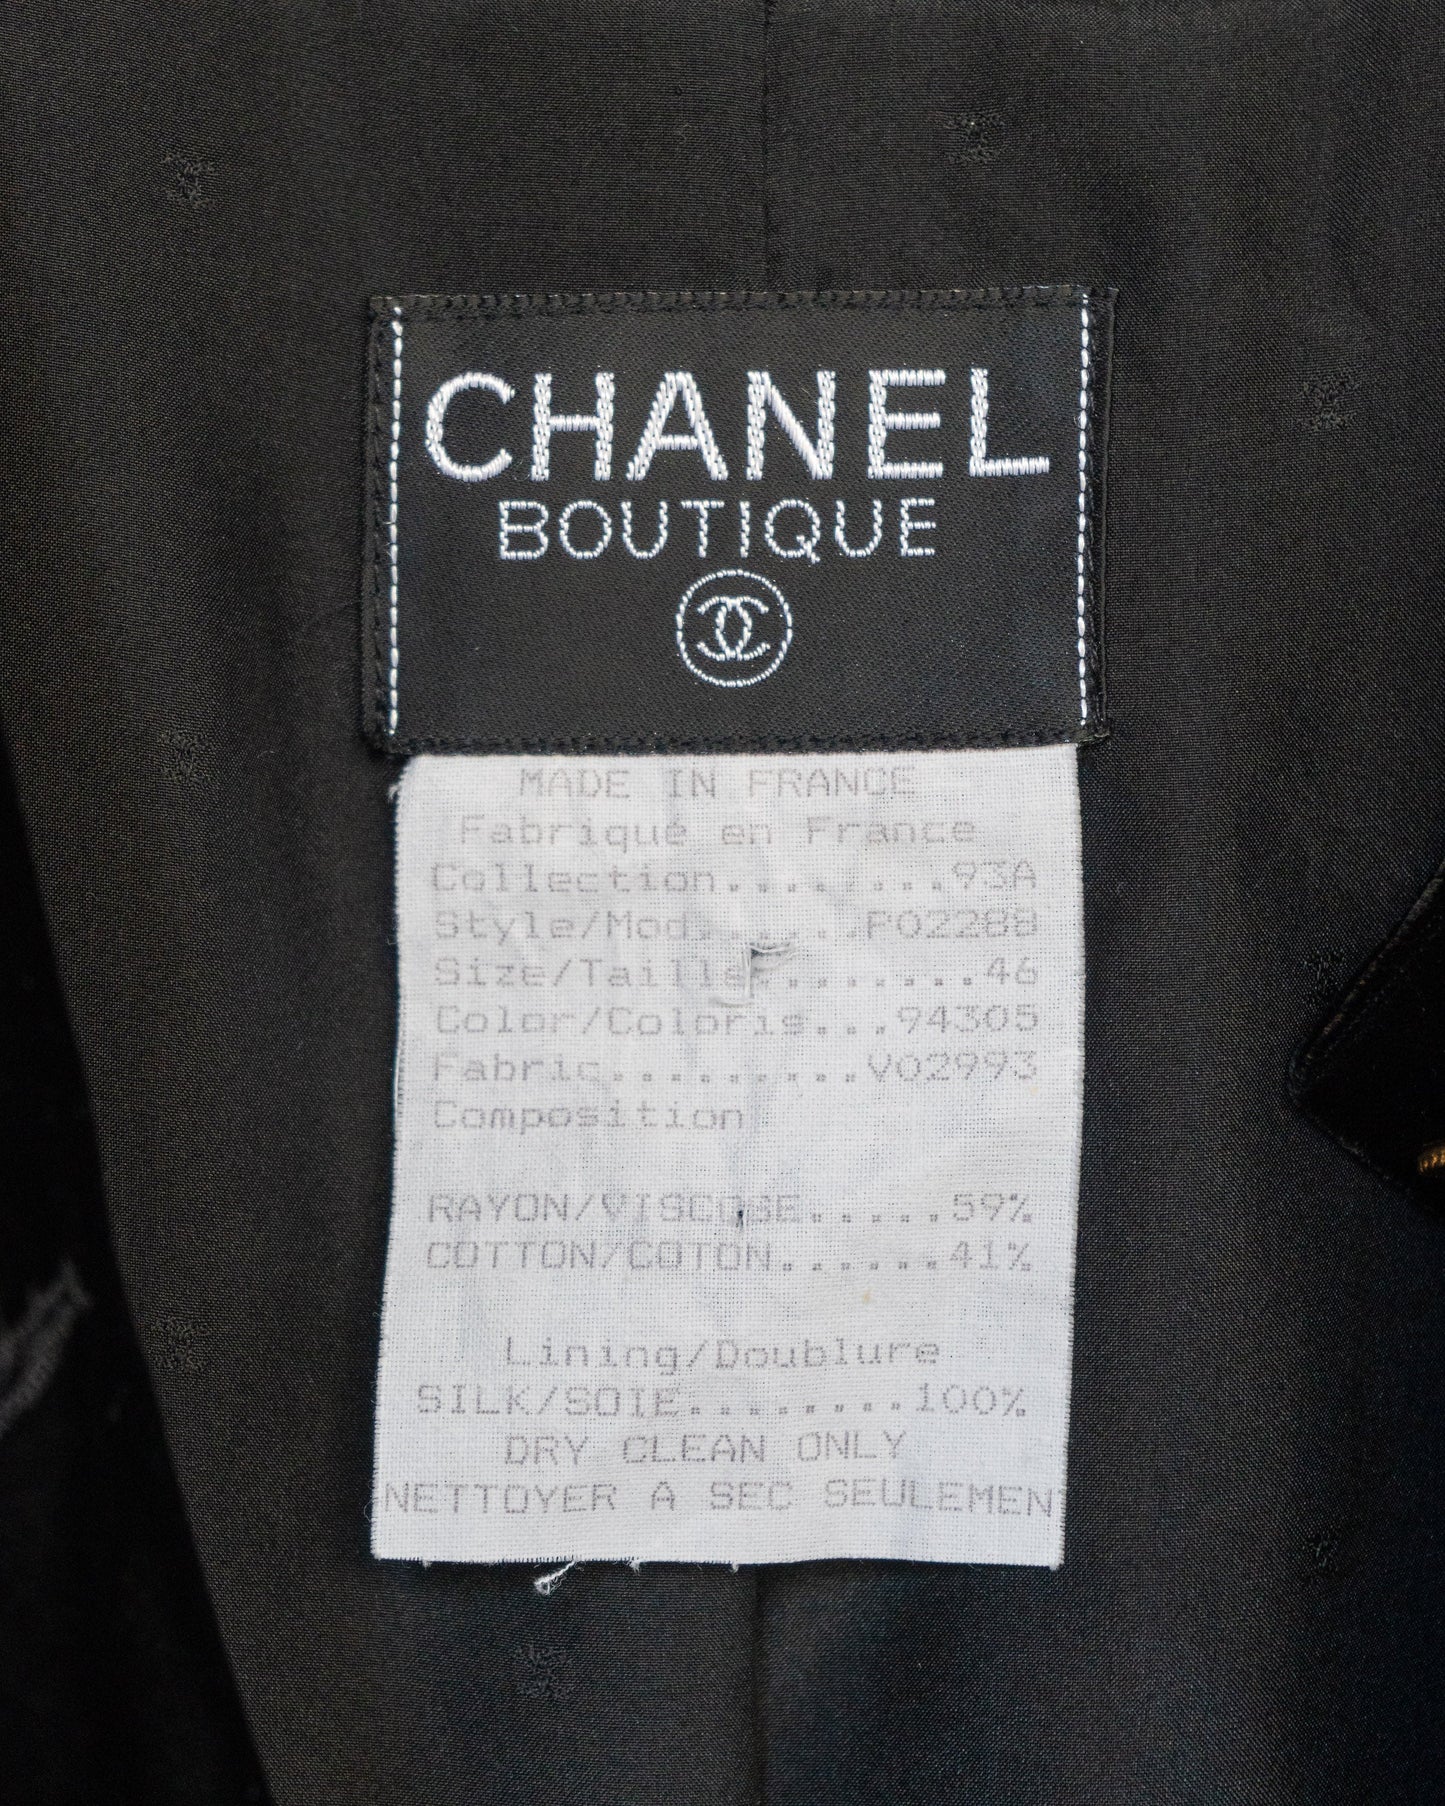 CHANEL
BOUTIQUE
MADE IN FRANCE
Fabriqué en France
Collection.........93A
Style/Mod......P02288
Size/Taille........46
Color/Coloris...94305
Fabric.........V02993
Composition
RAYON/VISCOSE.....59%
COTTON/COTON......41%
Lining/Doublure
SILK/SOIE........100%
DRY CLEAN ONLY
NETTOYER A SEC SEULEMEN